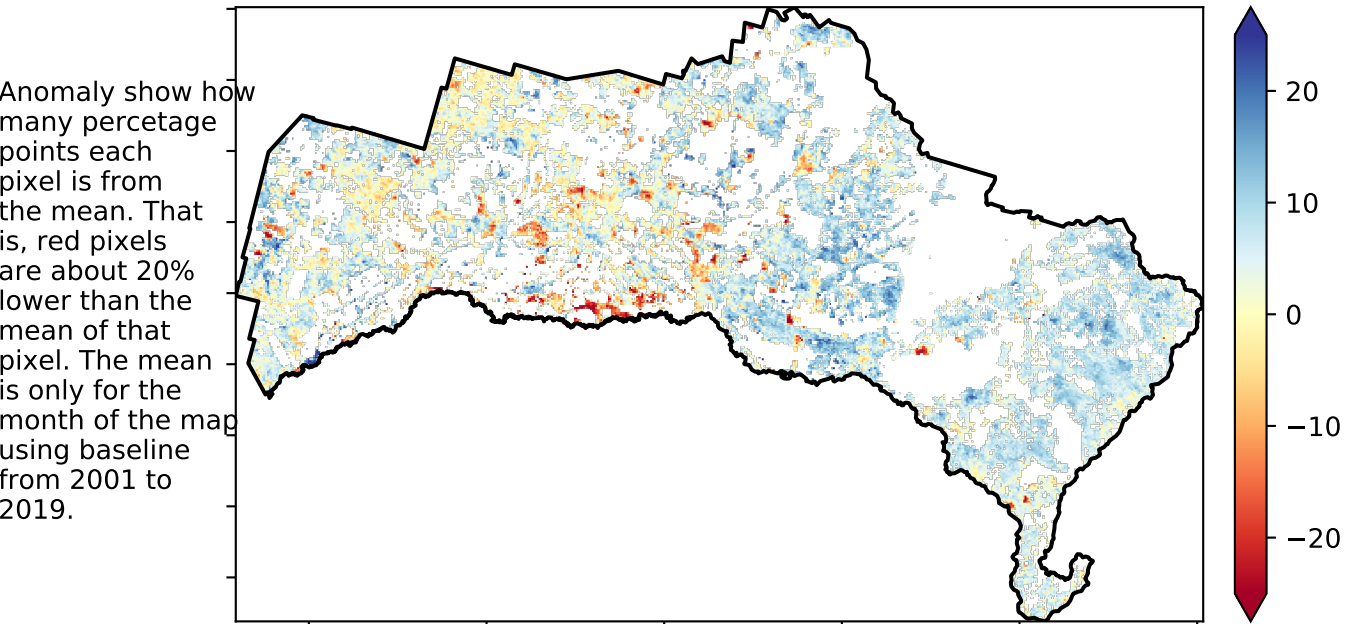 Anomaly show how
many percetage
points each
pixel is from
the mean. That
is, red pixels
are about 20%
lower than the
mean of that
pixel. The mean
is only for the
month of the map
using baseline
from 2001 to
2019.
20
10
0
−10
−20